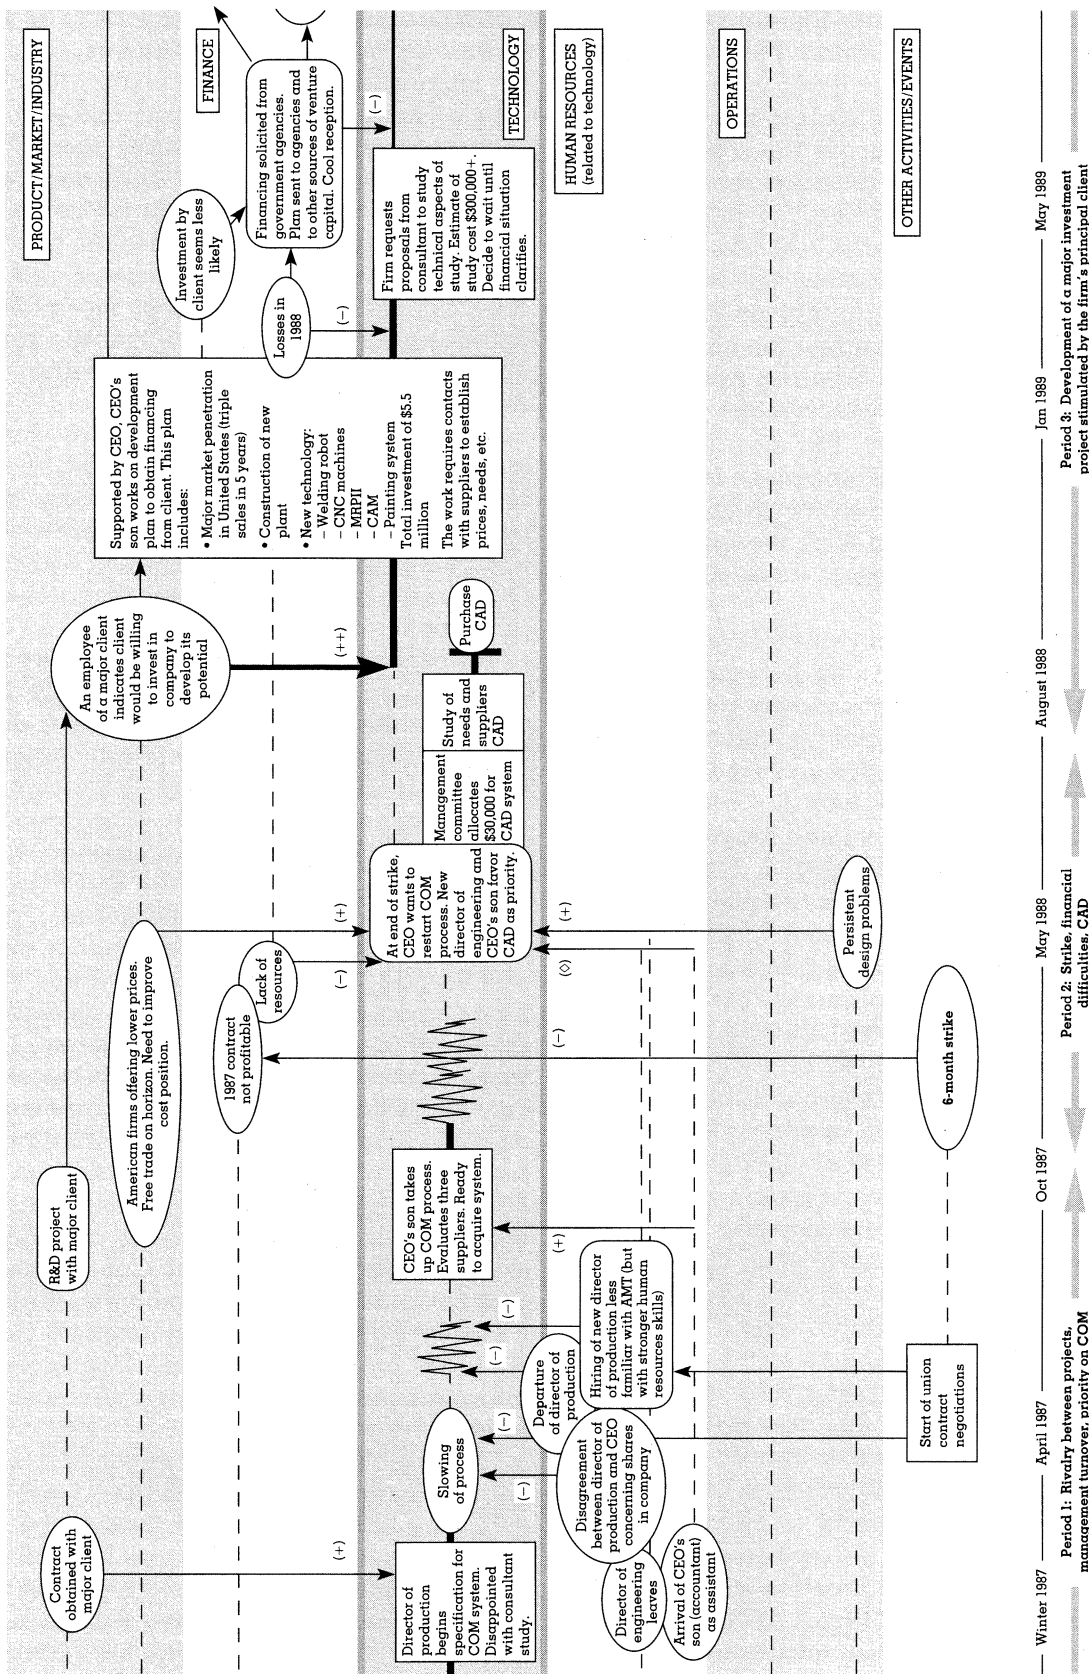 PRODUCT/MARKET/INDUSTRY
FINANCE
TECHNOLOGY
HUMAN RESOURCES
(related to technology)
OPERATIONS
OTHER ACTIVITIES/EVENTS
Contract
obtained with
major client
(+)
R&D project
with major client
American firms offering lower prices.
Free trade on horizon. Need to improve
cost position.
An employee
of a major client
indicates client
would be willing
to invest in
company to
develop its
potential
(++)
1987 contract
not profitable
Lack of
resources
(–)
(+)
Supported by CEO, CEO's
son works on development
plan to obtain financing
from client. This plan
includes:
• Major market penetration
in United States (triple
sales in 5 years)
• Construction of new
plant
• New technology:
– Welding robot
– CNC machines
– MRPII
– CAM
– Painting system
Total investment of $5.5
million
The work requires contacts
with suppliers to establish
prices, needs, etc.
Investment by
client seems less
likely
Losses in
1988
(–)
Financing solicited from
government agencies.
Plan sent to agencies and
to other sources of venture
capital. Cool reception.
(–)
Director of
production
begins
specification for
COM system.
Disappointed
with consultant
study.
Slowing
of process
CEO's son takes
up COM process.
Evaluates three
suppliers. Ready
to acquire system.
At end of strike,
CEO wants to
restart COM
process. New
director of
engineering and
CEO's son favor
CAD as priority.
Management
committee
allocates
$30,000 for
CAD system
Study of
needs and
suppliers
CAD
Purchase
CAD
Firm requests
proposals from
consultant to study
technical aspects of
study. Estimate of
study cost $300,000+.
Decide to wait until
financial situation
clarifies.
(–)
(–)
(–)
(–)
(+)
(–)
(◊)
(+)
Director of
engineering
leaves
Arrival of CEO's
son (accountant)
as assistant
Disagreement
between director of
production and CEO
concerning shares
in company
Departure
of director of
production
Hiring of new director
of production less
familiar with AMT (but
with stronger human
resources skills)
Persistent
design problems
Start of union
contract
negotiations
6-month strike
Winter 1987
April 1987
Oct 1987
May 1988
August 1988
Jan 1989
May 1989
Period 1: Rivalry between projects,
management turnover, priority on COM
Period 2: Strike, financial
difficulties, CAD
Period 3: Development of a major investment
project stimulated by the firm's principal client